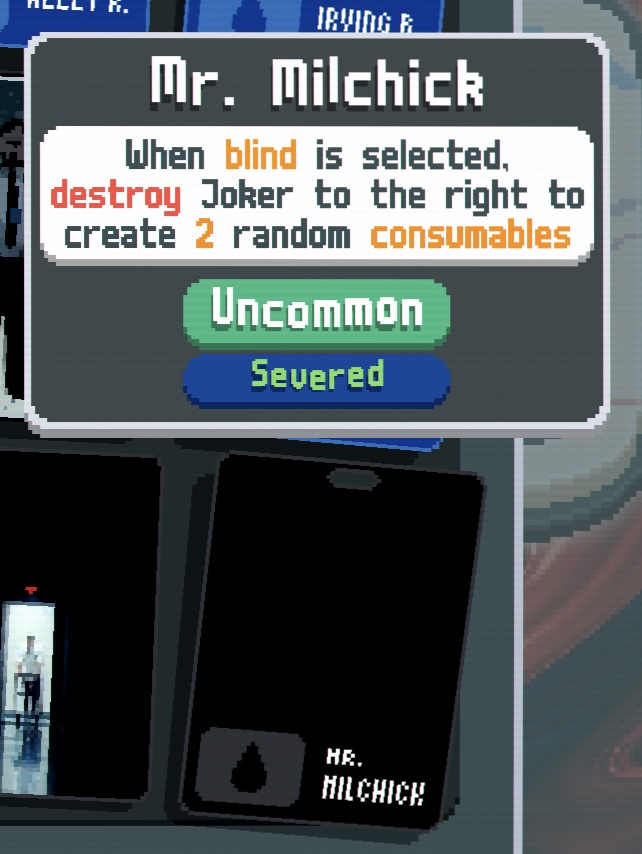 IRVING B
Mr. Milchick
When blind is selected,
destroy Joker to the right to
create 2 random consumables
Uncommon
Severed
MR.
MILCHICK